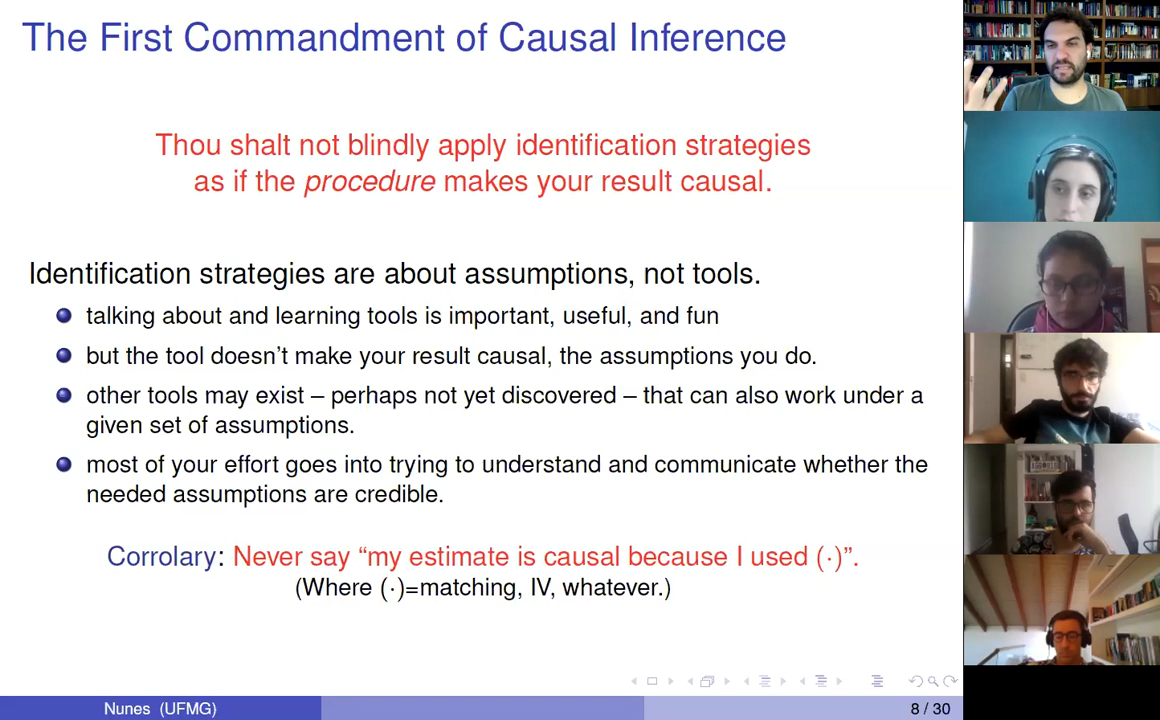 The First Commandment of Causal Inference
Thou shalt not blindly apply identification strategies
as if the procedure makes your result causal.
Identification strategies are about assumptions, not tools.
talking about and learning tools is important, useful, and fun
but the tool doesn't make your result causal, the assumptions you do.
other tools may exist – perhaps not yet discovered – that can also work under a
given set of assumptions.
most of your effort goes into trying to understand and communicate whether the
needed assumptions are credible.
Corrolary: Never say “my estimate is causal because I used (·)”.
(Where (·)=matching, IV, whatever.)
Nunes (UFMG)
8 / 30